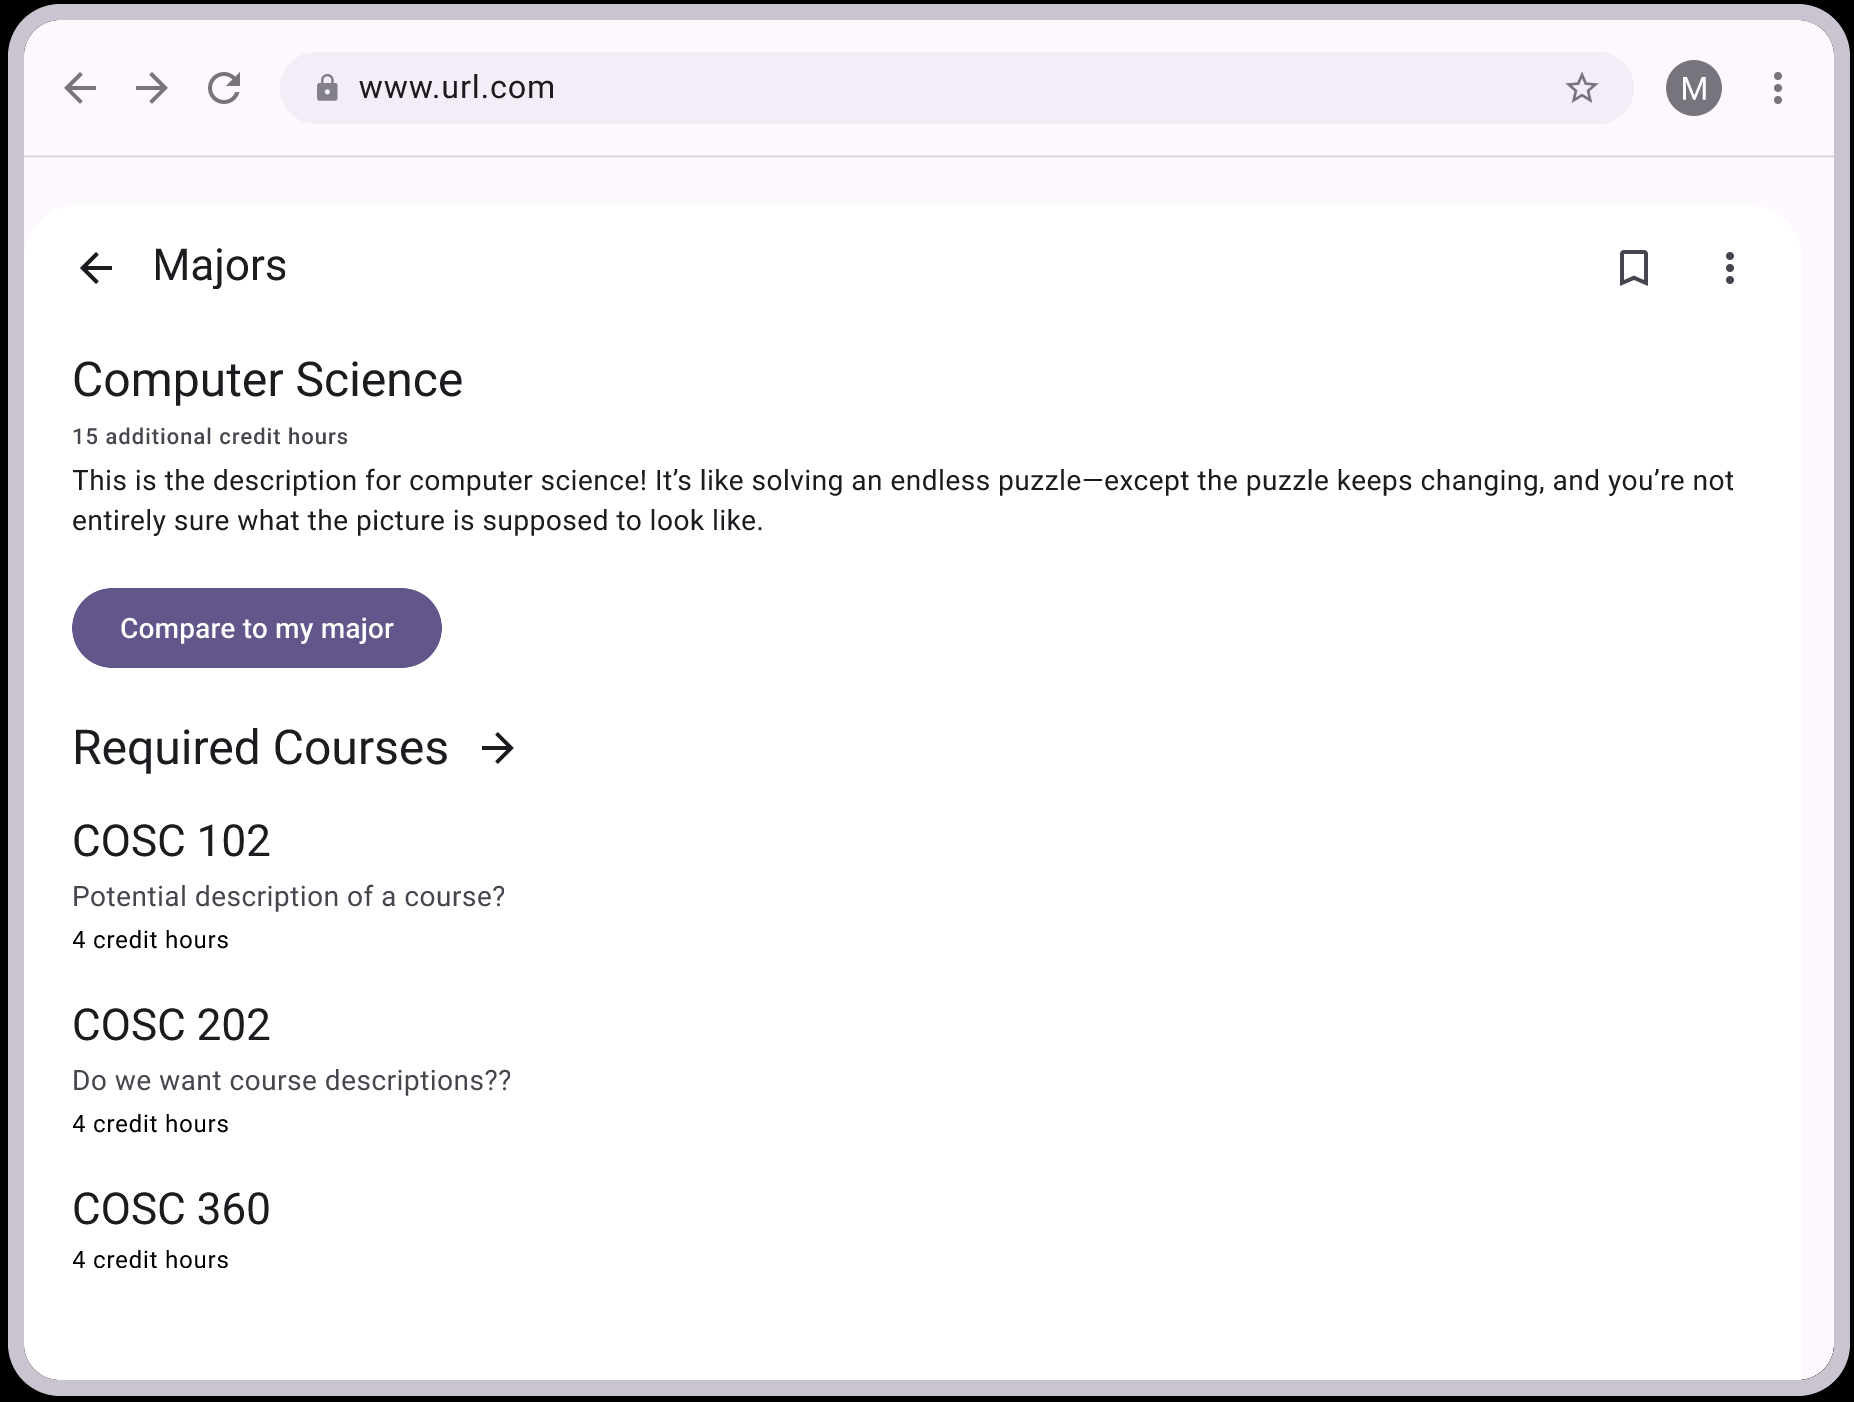 www.url.com
M
Majors
Computer Science
15 additional credit hours
This is the description for computer science! It’s like solving an endless puzzle—except the puzzle keeps changing, and you’re not
entirely sure what the picture is supposed to look like.
Compare to my major
Required Courses
COSC 102
Potential description of a course?
4 credit hours
COSC 202
Do we want course descriptions??
4 credit hours
COSC 360
4 credit hours